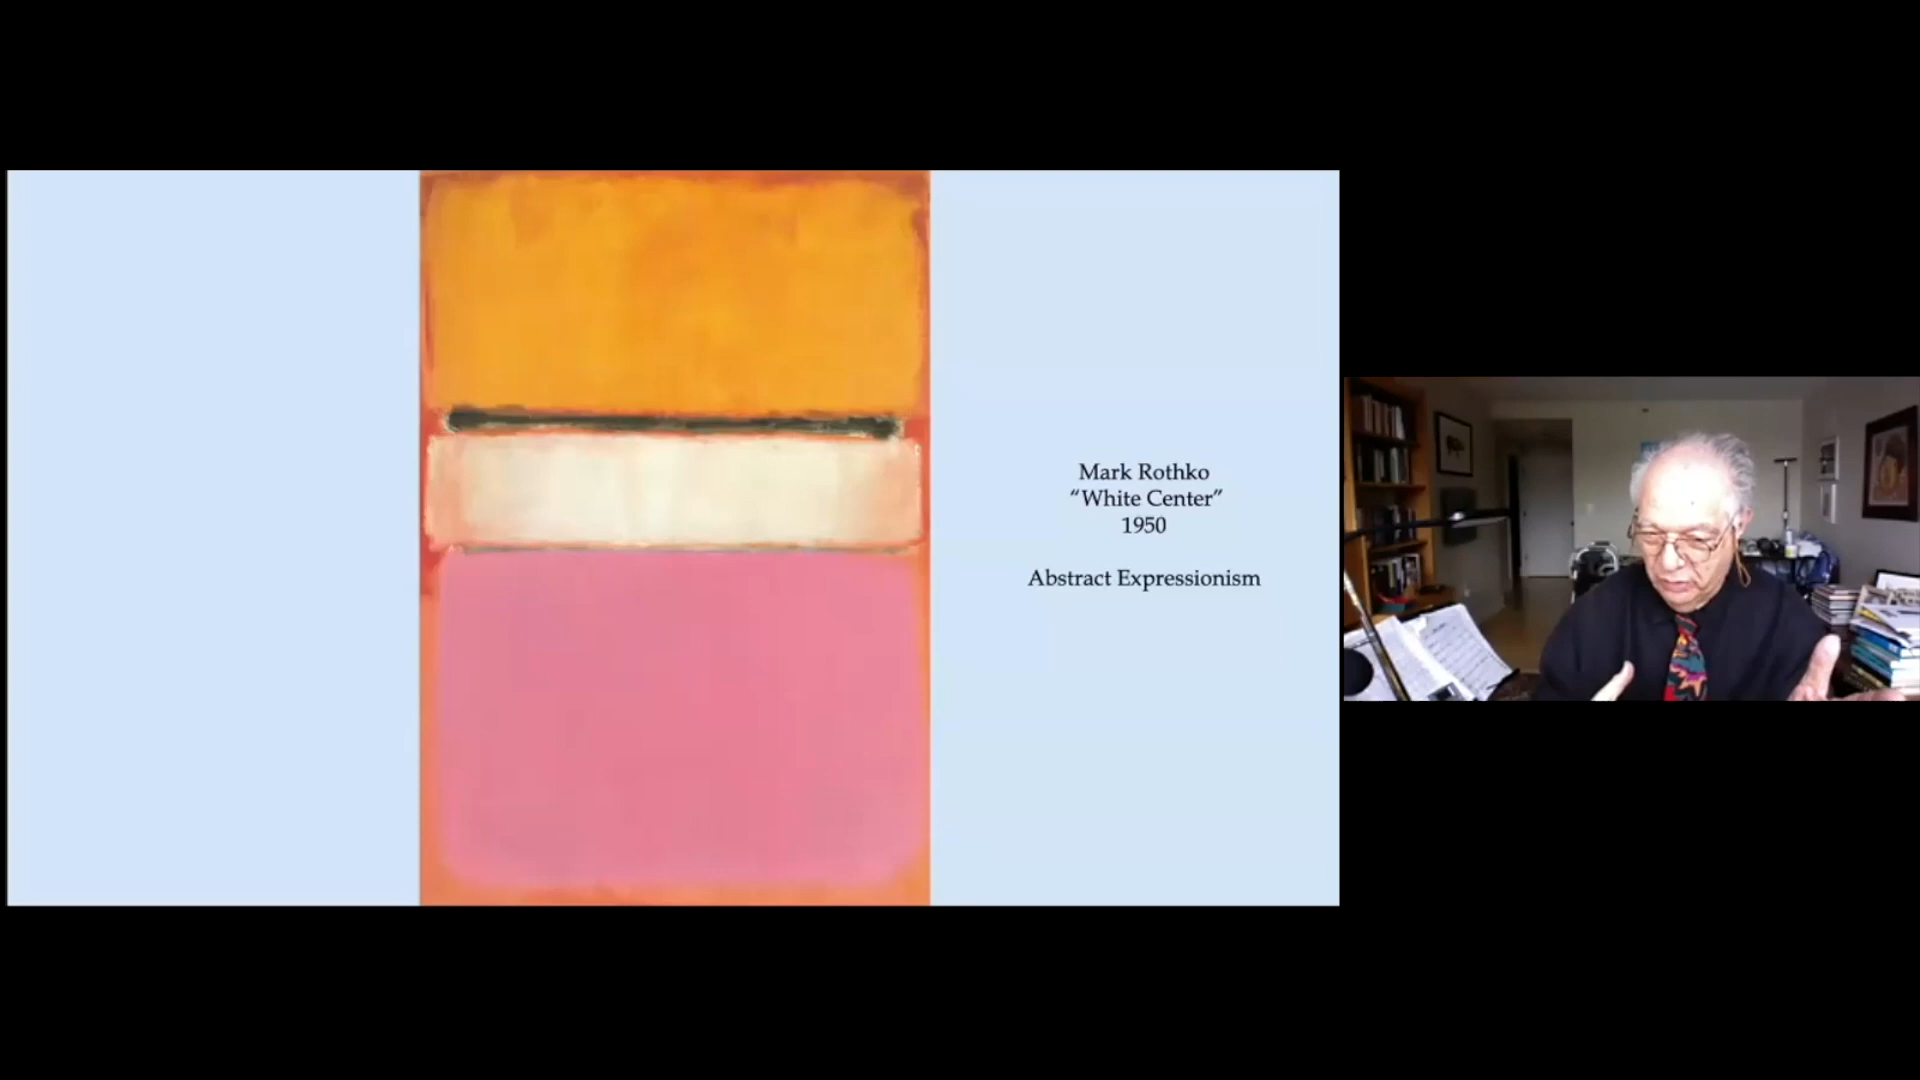 Mark Rothko
“White Center”
1950
Abstract Expressionism